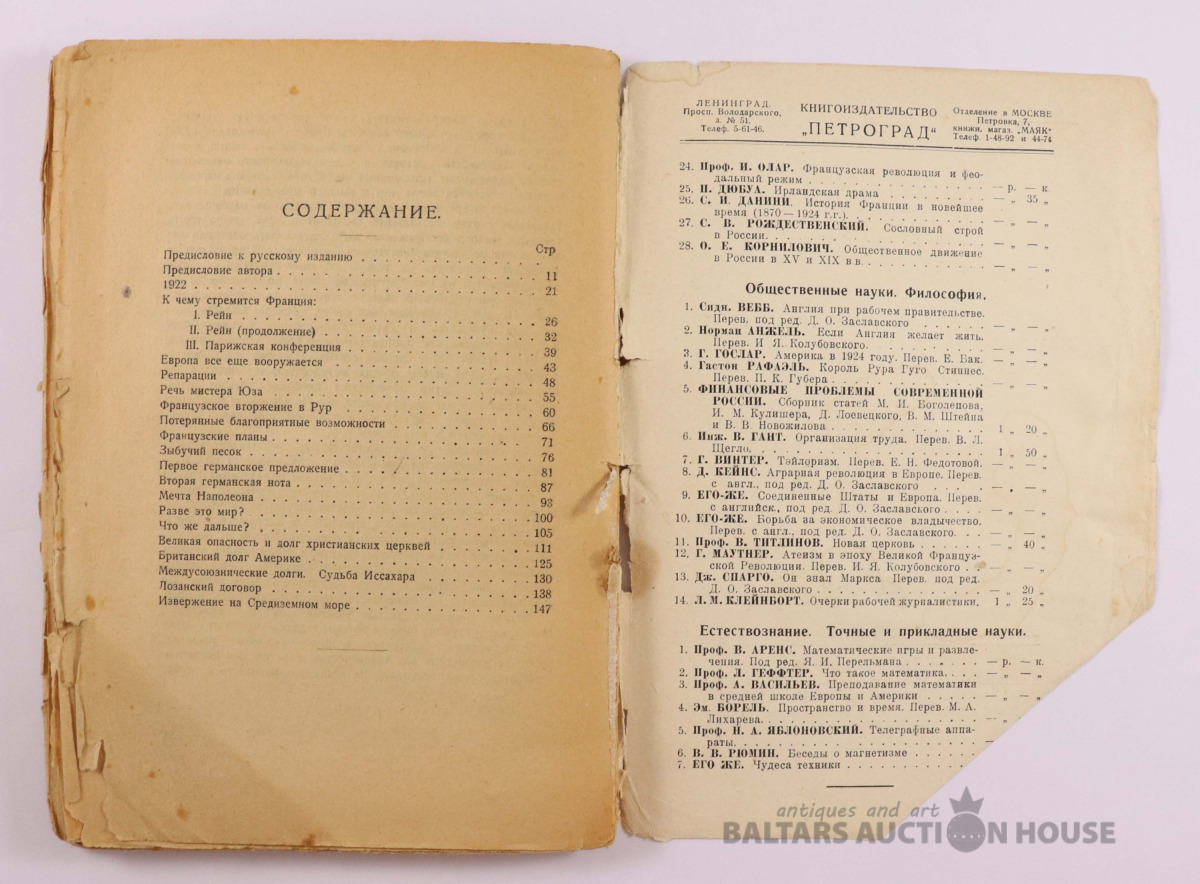 СОДЕРЖАНИЕ.
Стр
Предисловие к русскому изданию
Предисловие автора . . . 11
1922 . . . 21
К чему стремится Франция:
I. Рейн . . . 26
II. Рейн (продолжение) . . . 32
III. Парижская конференция . . . 39
Европа все еще вооружается . . . 43
Репарации . . . 48
Речь мистера Юза . . . 55
Французское вторжение в Рур . . . 60
Потерянные благоприятные возможности . . . 66
Французские планы . . . 71
Зыбучий песок . . . 76
Первое германское предложение . . . 81
Вторая германская нота . . . 87
Мечта Наполеона . . . 93
Разве это мир? . . . 100
Что же дальше? . . . 105
Великая опасность и долг христианских церквей . . . 111
Британский долг Америке . . . 125
Междусоюзнические долги. Судьба Иссахара . . . 130
Лозанский договор . . . 138
Извержение на Средиземном море . . . 147
ЛЕНИНГРАД.
Просп. Володарского,
д. № 51.
Телеф. 5-61-46.
КНИГОИЗДАТЕЛЬСТВО
„ПЕТРОГРАД“
Отделение в МОСКВЕ
Петровка, 7,
книжн. магаз. „МАЯК“
Телеф 1-48-92 и 44-74
24. Проф. И. ОЛАР. Французская революция и фео-
дальный режим . . . — р. — к.
25. П. ДЮБУА. Ирландская драма . . . — „ 35 „
26. С. И. ДАНИНИ. История Франции в новейшее
время (1870—1924 г.г.). . . . — „ — „
27. С. В. РОЖДЕСТВЕНСКИЙ. Сословный строй
в России. . . . — „ — „
28. О. Е. КОРНИЛОВИЧ. Общественное движение
в России в XV и XIX в.в. . . . — „ — „
Общественные науки. Философия.
1. Сидн. ВЕББ. Англия при рабочем правительстве.
Перев. под ред. Д. О. Заславского . . . — „ — „
2. Норман АНЖЕЛЬ. Если Англия желает жить.
Перев. И Я. Колубовского. . . . — „ — „
3. Г. ГОСЛАР. Америка в 1924 году. Перев. Е. Бак. — „ — „
4. Гастон РАФАЭЛЬ. Король Рура Гуго Стиннес.
Перев. П. К. Губера . . . — „ — „
5. ФИНАНСОВЫЕ ПРОБЛЕМЫ СОВРЕМЕННОЙ
РОССИИ. Сборник статей М. И. Боголепова,
И. М. Кулишера, Д. Лоевецкого, В. М. Штейна
и В. В. Новожилова . . . 1 „ 20 „
6. Инж. В. ГАНТ. Организация труда. Перев. В. Л.
Щегло. . . . 1 „ 50 „
7. Г. ВИНТЕР. Тэйлоризм. Перев. Е. Н. Федотовой. — „ — „
8. Д. КЕЙНС. Аграрная революция в Европе. Перев.
с англ., под ред. Д. О. Заславского . . . — „ — „
9. ЕГО-ЖЕ. Соединенные Штаты и Европа. Перев.
с английск., под ред. Д. О. Заславского . . . — „ — „
10. ЕГО-ЖЕ. Борьба за экономическое владычество.
Перев. с англ., под ред. Д. О. Заславского. . . — „ — „
11. Проф. В. ТИТЛИНОВ. Новая церковь . . . — „ 40 „
12. Г. МАУТНЕР. Атеизм в эпоху Великой Француз-
ской Революции. Перев. И. Я. Колубовского . . — „ — „
13. Дж. СПАРГО. Он знал Маркса Перев. под ред.
Д. О. Заславского . . . — „ 20 „
14. Л. М. КЛЕЙНБОРТ. Очерки рабочей журналистики. 1 „ 25 „
Естествознание. Точные и прикладные науки.
1. Проф. В. АРЕНС. Математические игры и развле-
чения. Под ред. Я. И. Перельмана . . . — р. — к.
2. Проф. Л. ГЕФФТЕР. Что такое математика. . . . — „ — „
3. Проф. А. ВАСИЛЬЕВ. Преподавание математики
в средней школе Европы и Америки . . . — „ — „
4. Эм. БОРЕЛЬ. Пространство и время. Перев. М. А.
Лихарева. . . . — „
5. Проф. Н. А. ЯБЛОНОВСКИЙ. Телеграфные аппа-
раты. . . .
6. В. В. РЮМИН. Беседы о магнетизме . . .
7. ЕГО ЖЕ. Чудеса техники . . .
antiques and art
BALTARS AUCTION HOUSE